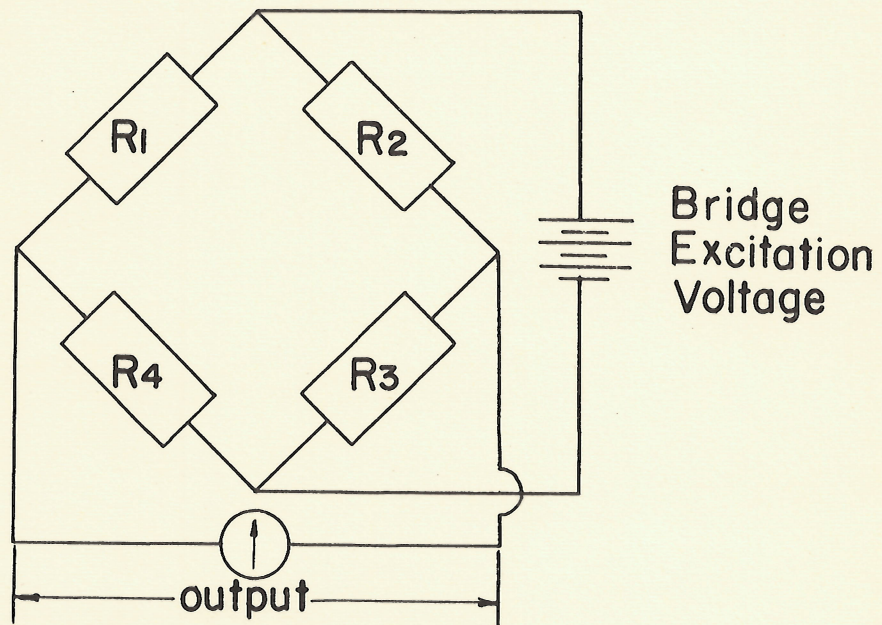 R1
R2
Bridge
Excitation
Voltage
R4
R3
output